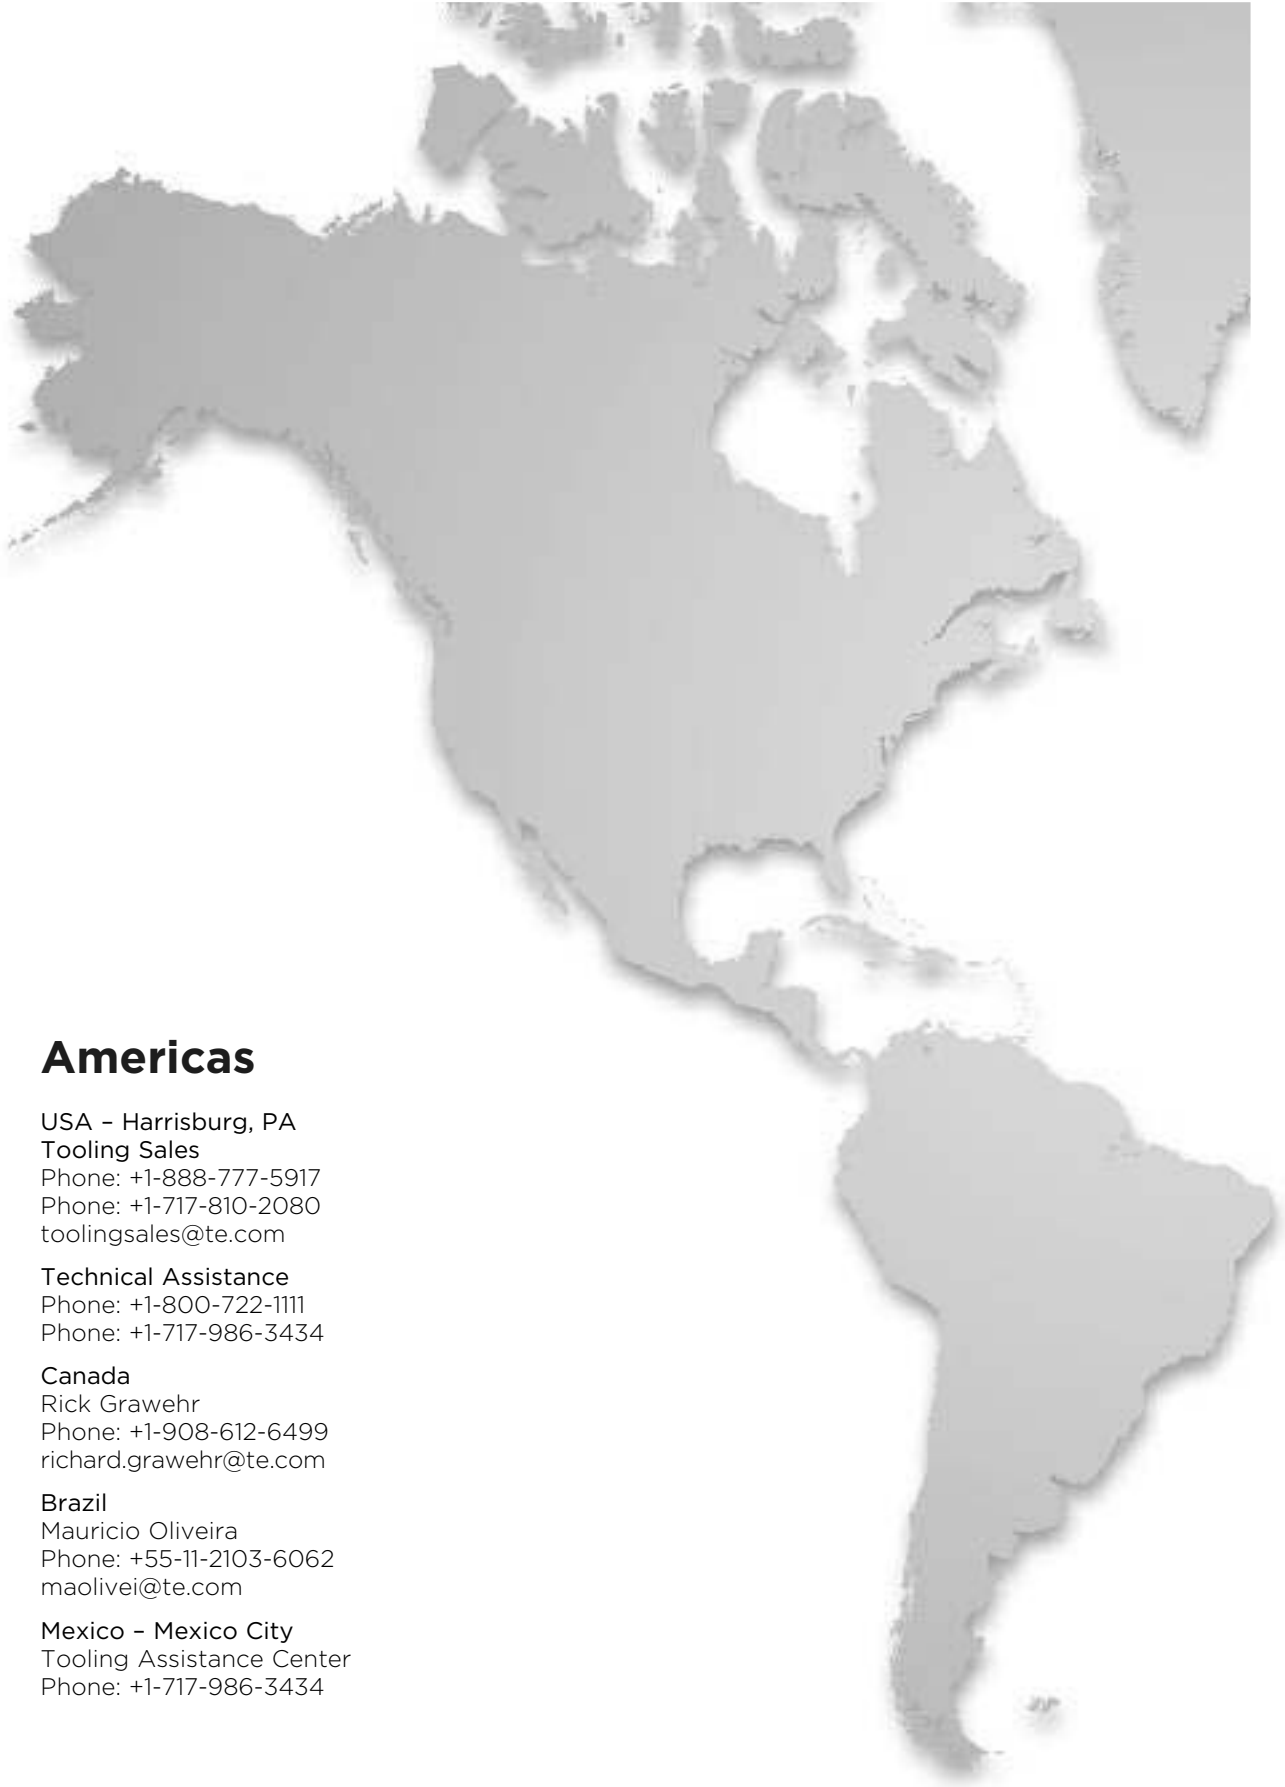 Americas
USA – Harrisburg, PA
Tooling Sales
Phone: +1-888-777-5917
Phone: +1-717-810-2080
toolingsales@te.com
Technical Assistance
Phone: +1-800-722-1111
Phone: +1-717-986-3434
Canada
Rick Grawehr
Phone: +1-908-612-6499
richard.grawehr@te.com
Brazil
Mauricio Oliveira
Phone: +55-11-2103-6062
maolivei@te.com
Mexico – Mexico City
Tooling Assistance Center
Phone: +1-717-986-3434